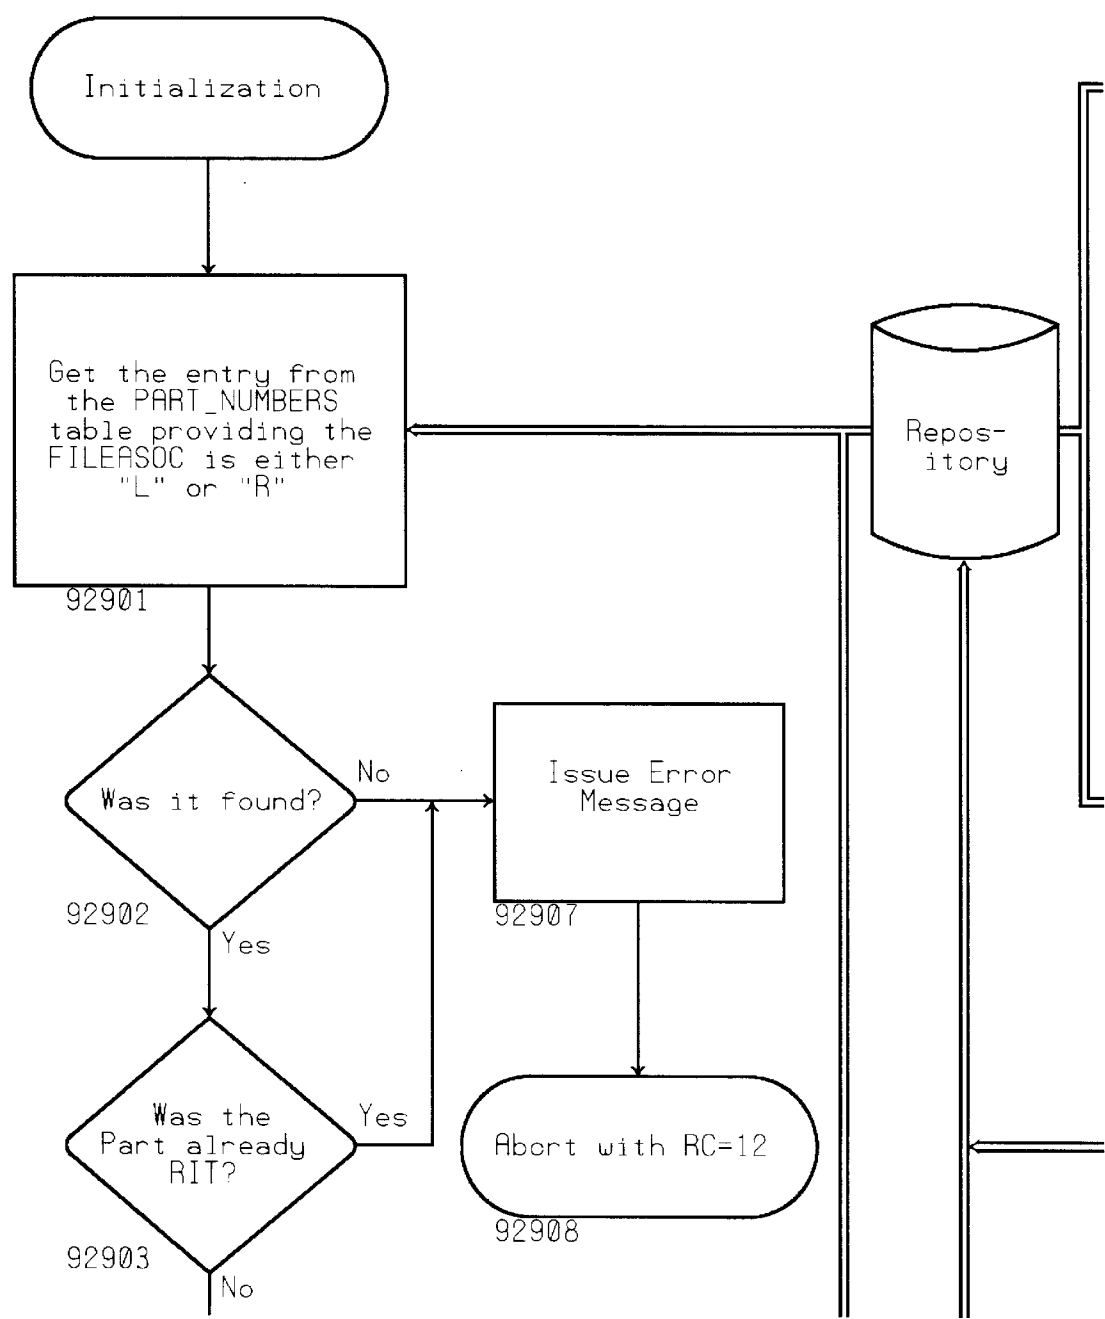 Initialization
Get the entry from
the PART_NUMBERS
table providing the
FILEASOC is either
"L" or "R"
Repos-
itory
92901
No
Was it found?
Issue Error
Message
92902
92907
Yes
Was the
Part already
RIT?
Yes
Abort with RC=12
92908
92903
No